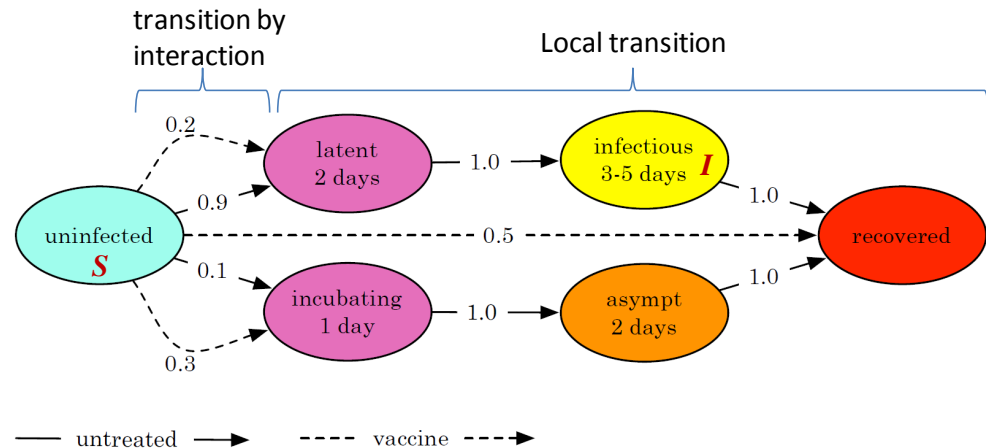 transition by
interaction
Local transition
0.2
latent
2 days
1.0
infectious
3-5 days I
1.0
0.9
uninfected
S
0.5
recovered
0.1
incubating
1 day
1.0
asympt
2 days
1.0
0.3
untreated
vaccine